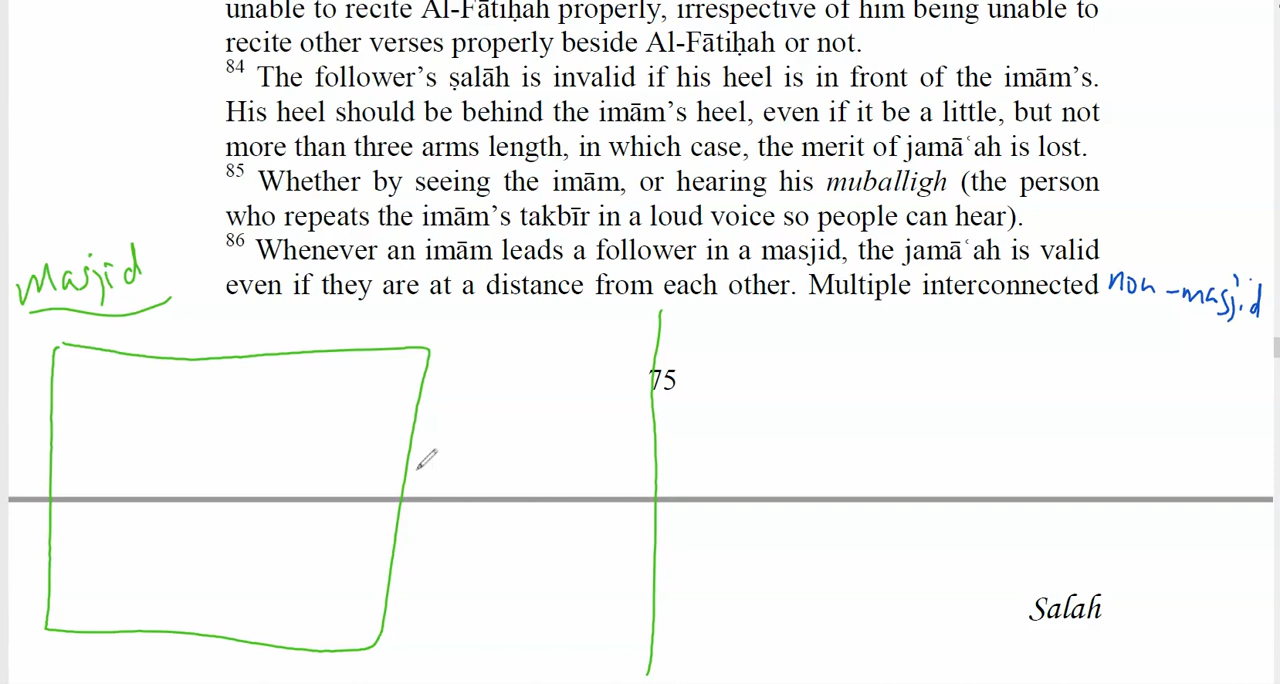 unable to recite Al-Fātiḥah properly, irrespective of him being unable to
recite other verses properly beside Al-Fātiḥah or not.
84 The follower's ṣalāh is invalid if his heel is in front of the imām's.
His heel should be behind the imām's heel, even if it be a little, but not
more than three arms length, in which case, the merit of jamāʿah is lost.
85 Whether by seeing the imām, or hearing his muballigh (the person
who repeats the imām's takbīr in a loud voice so people can hear).
86 Whenever an imām leads a follower in a masjid, the jamāʿah is valid
even if they are at a distance from each other. Multiple interconnected
Masjid
non-masjid
75
Salah